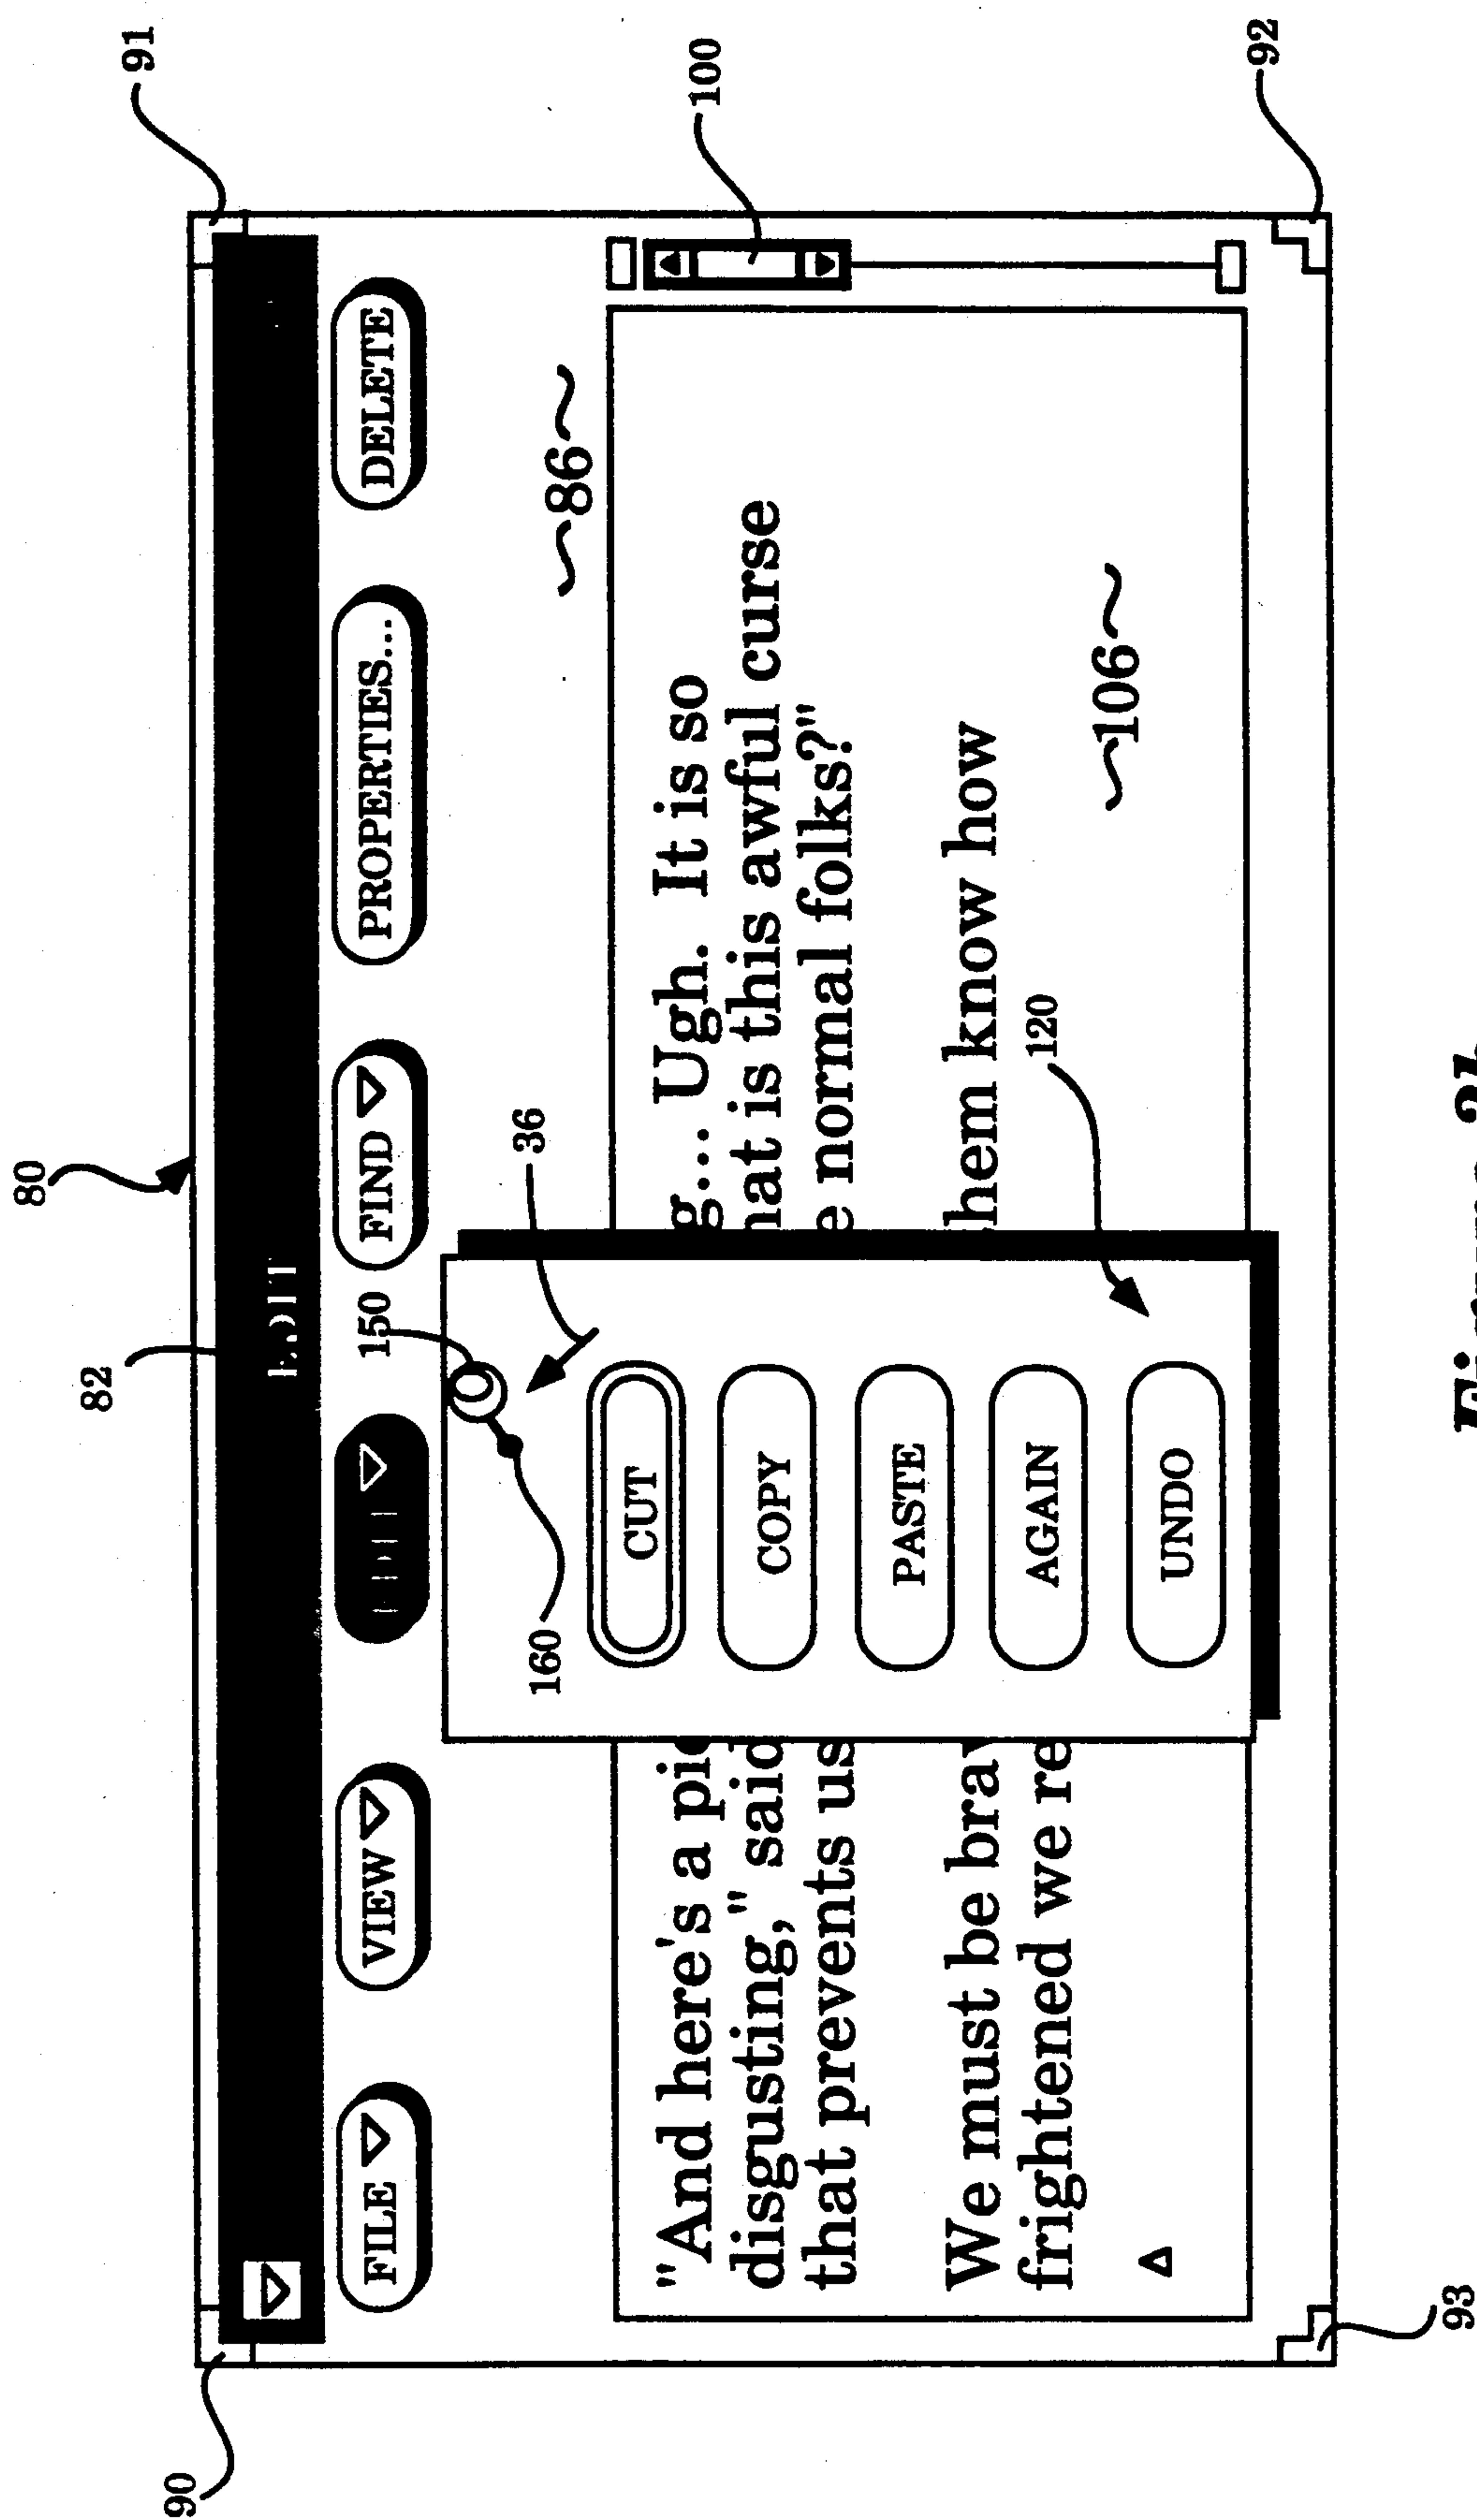 80
82
90
91
FILE
VIEW
FIND
PROPERTIES...
DELETE
150
36
160
86
100
CUT
COPY
PASTE
AGAIN
UNDO
"And here's a pi g... Ugh. It is so
disgusting," said hat is this awful curse
that prevents us e normal folks?"
We must be bra hem know how
frightened we re
120
106
93
92